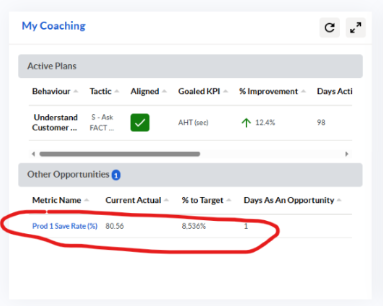 My Coaching
Active Plans
Behaviour Tactic Aligned Goaled KPI % Improvement Days Acti
Understand Customer ... 5 - Ask FACT ... AHT (sec) 12.4% 98
Other Opportunities 1
Metric Name Current Actual % to Target Days As An Opportunity
Prod 1 Save Rate (%) 80.56 8.536% 1